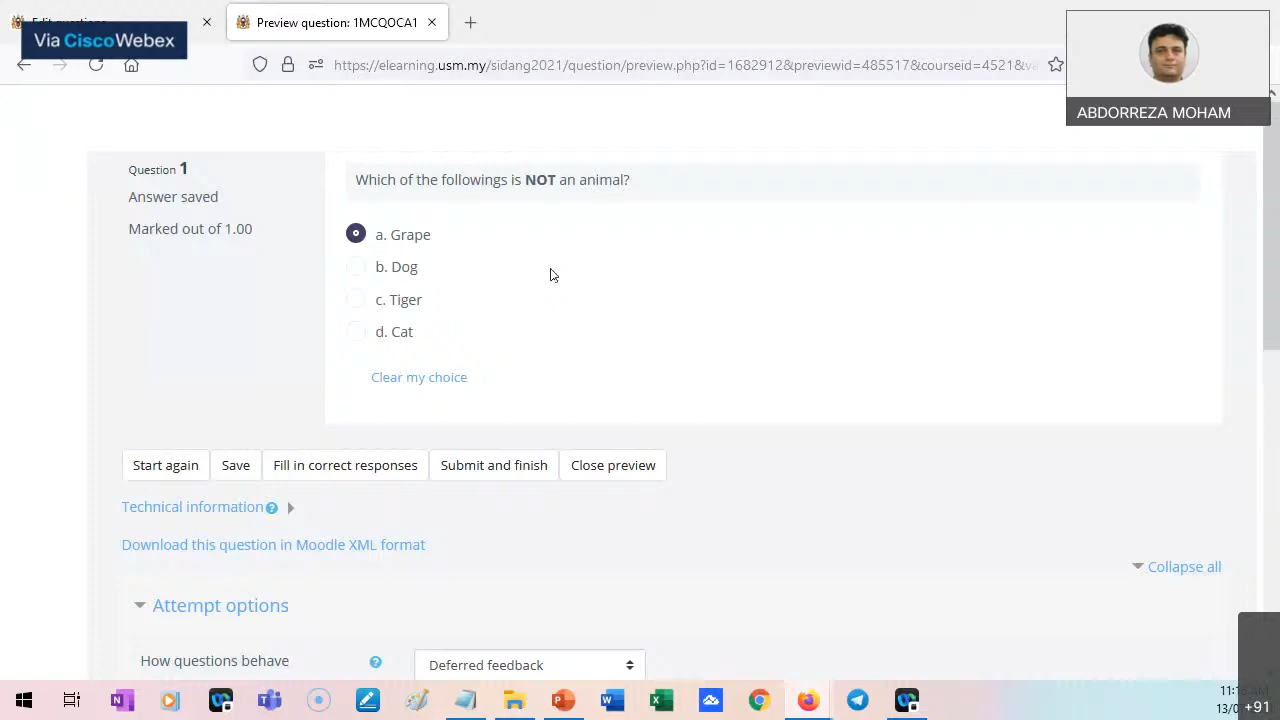 Preview question: 1MCQOCA1
Via CiscoWebex
https://elearning.usm.my/sidang2021/question/preview.php?id=1682912&previewid=485517&courseid=4521&
ABDORREZA MOHAM
Question 1
Answer saved
Marked out of 1.00
Which of the followings is NOT an animal?
a. Grape
b. Dog
c. Tiger
d. Cat
Clear my choice
Start again
Save
Fill in correct responses
Submit and finish
Close preview
Technical information
Download this question in Moodle XML format
Collapse all
Attempt options
How questions behave
Deferred feedback
+91